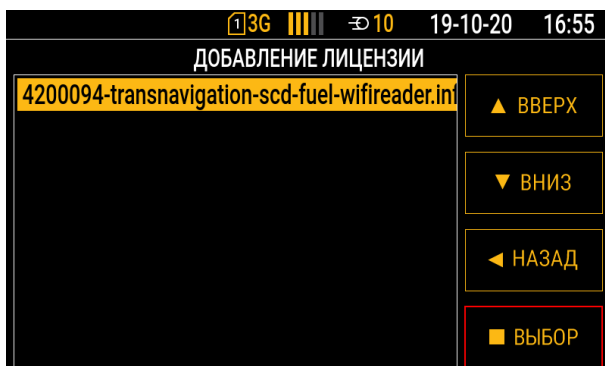 1 3G 10 19-10-20 16:55
ДОБАВЛЕНИЕ ЛИЦЕНЗИИ
4200094-transnavigation-scd-fuel-wifireader.inf
▲ ВВЕРХ
▼ ВНИЗ
◄ НАЗАД
■ ВЫБОР